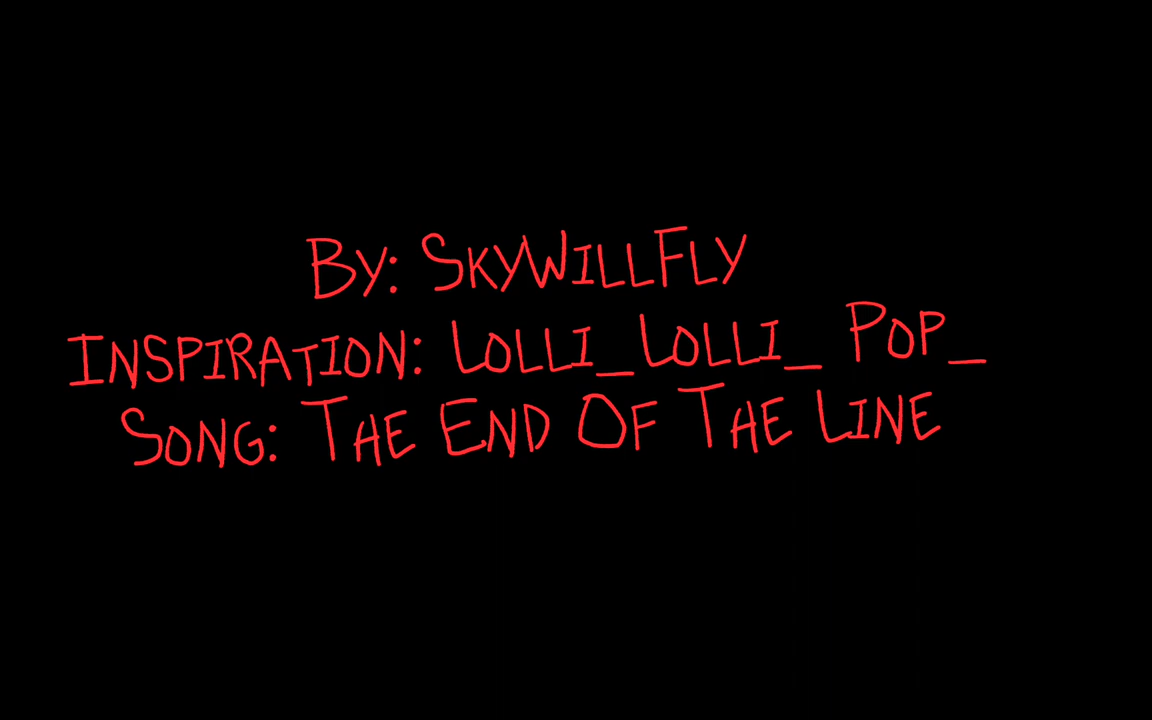 By: SkyWillFly
Inspiration: Lolli_Lolli_ Pop_
Song: The End Of The Line